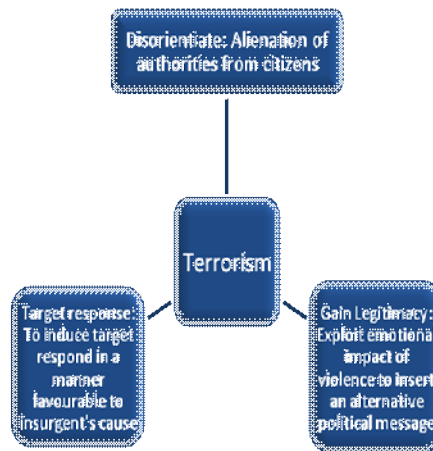 Disorientiate: Alienation of
authorities from citizens
Terrorism
Target response:
To induce target
respond in a
manner
favourable to
insurgent's cause
Gain Legitimacy:
Exploit emotional
impact of
violence to insert
an alternative
political message